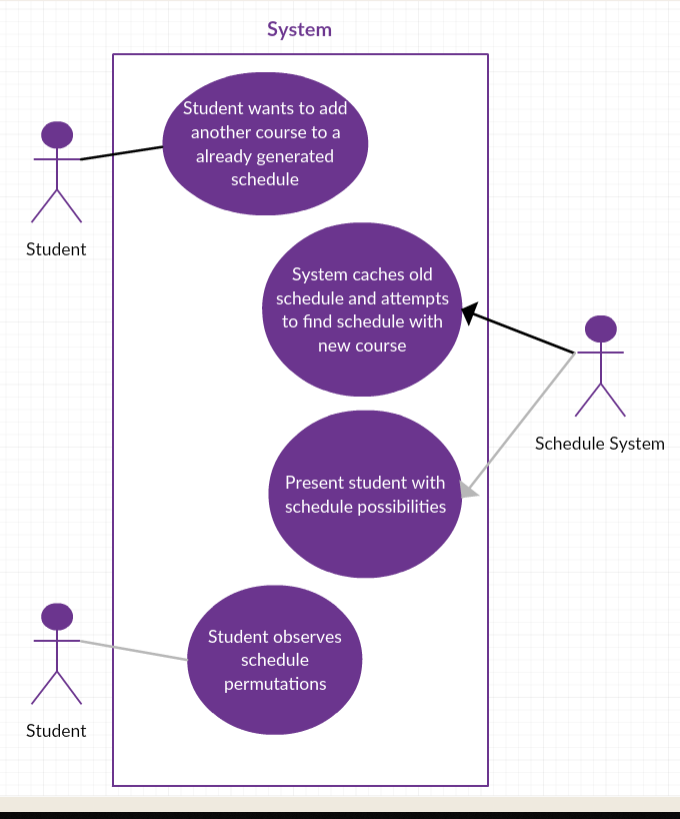 System
Student wants to add
another course to a
already generated
schedule
Student
System caches old
schedule and attempts
to find schedule with
new course
Schedule System
Present student with
schedule possibilities
Student observes
schedule
permutations
Student